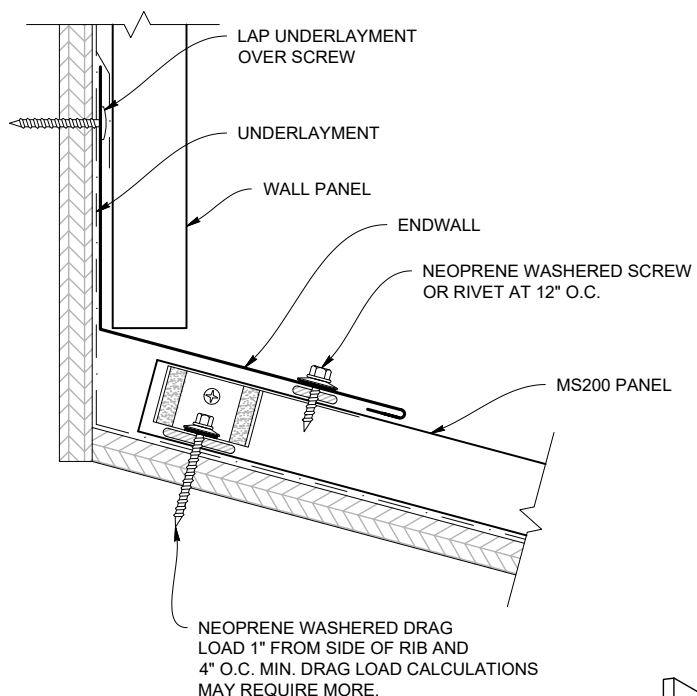 LAP UNDERLAYMENT
OVER SCREW
UNDERLAYMENT
WALL PANEL
ENDWALL
NEOPRENE WASHERED SCREW
OR RIVET AT 12" O.C.
MS200 PANEL
NEOPRENE WASHERED DRAG
LOAD 1" FROM SIDE OF RIB AND
4" O.C. MIN. DRAG LOAD CALCULATIONS
MAY REQUIRE MORE.